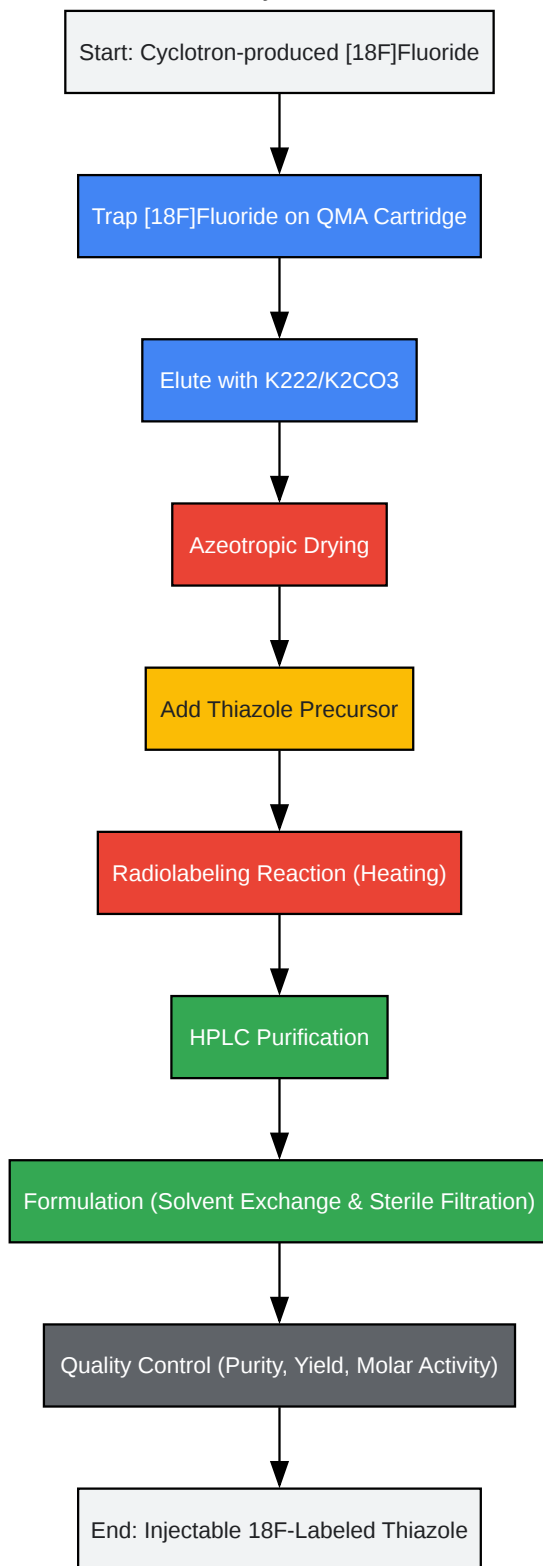 Start: Cyclotron-produced [18F]Fluoride
Trap [18F]Fluoride on QMA Cartridge
Elute with K222/K2CO3
Azeotropic Drying
Add Thiazole Precursor
Radiolabeling Reaction (Heating)
HPLC Purification
Formulation (Solvent Exchange & Sterile Filtration)
Quality Control (Purity, Yield, Molar Activity)
End: Injectable 18F-Labeled Thiazole